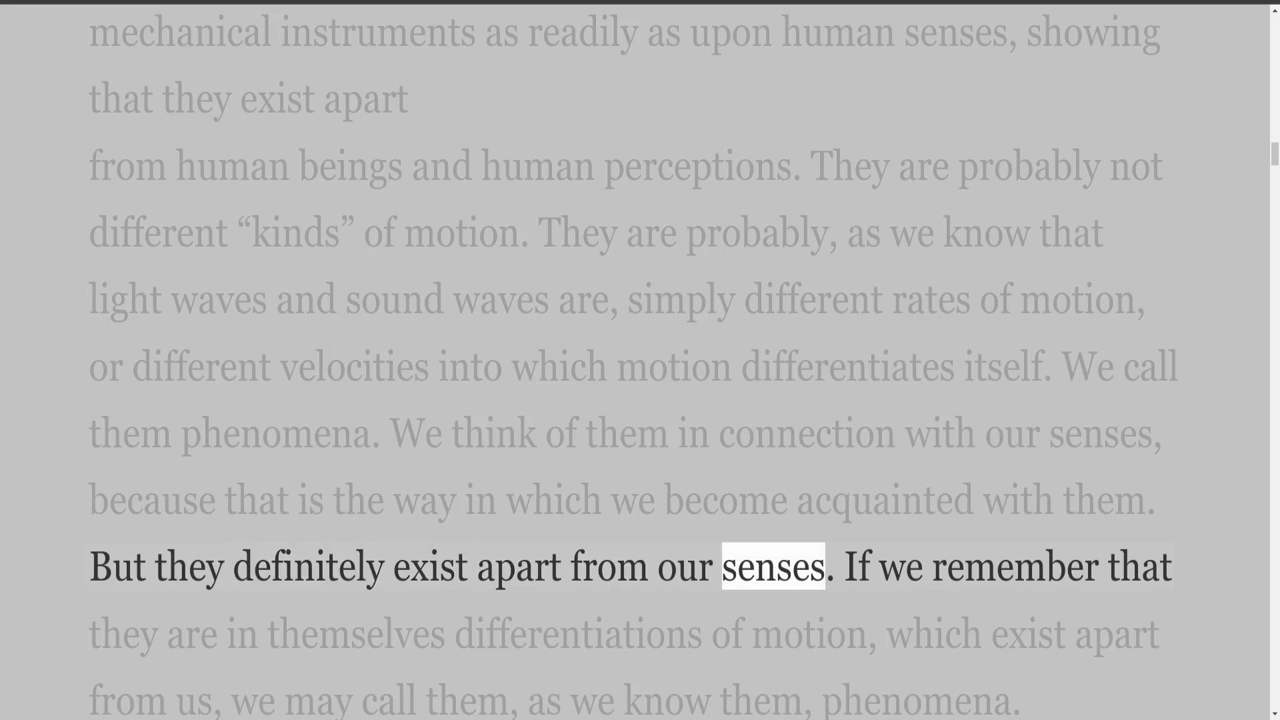 mechanical instruments as readily as upon human senses, showing
that they exist apart
from human beings and human perceptions. They are probably not
different “kinds” of motion. They are probably, as we know that
light waves and sound waves are, simply different rates of motion,
or different velocities into which motion differentiates itself. We call
them phenomena. We think of them in connection with our senses,
because that is the way in which we become acquainted with them.
But they definitely exist apart from our senses. If we remember that
they are in themselves differentiations of motion, which exist apart
from us, we may call them, as we know them, phenomena.